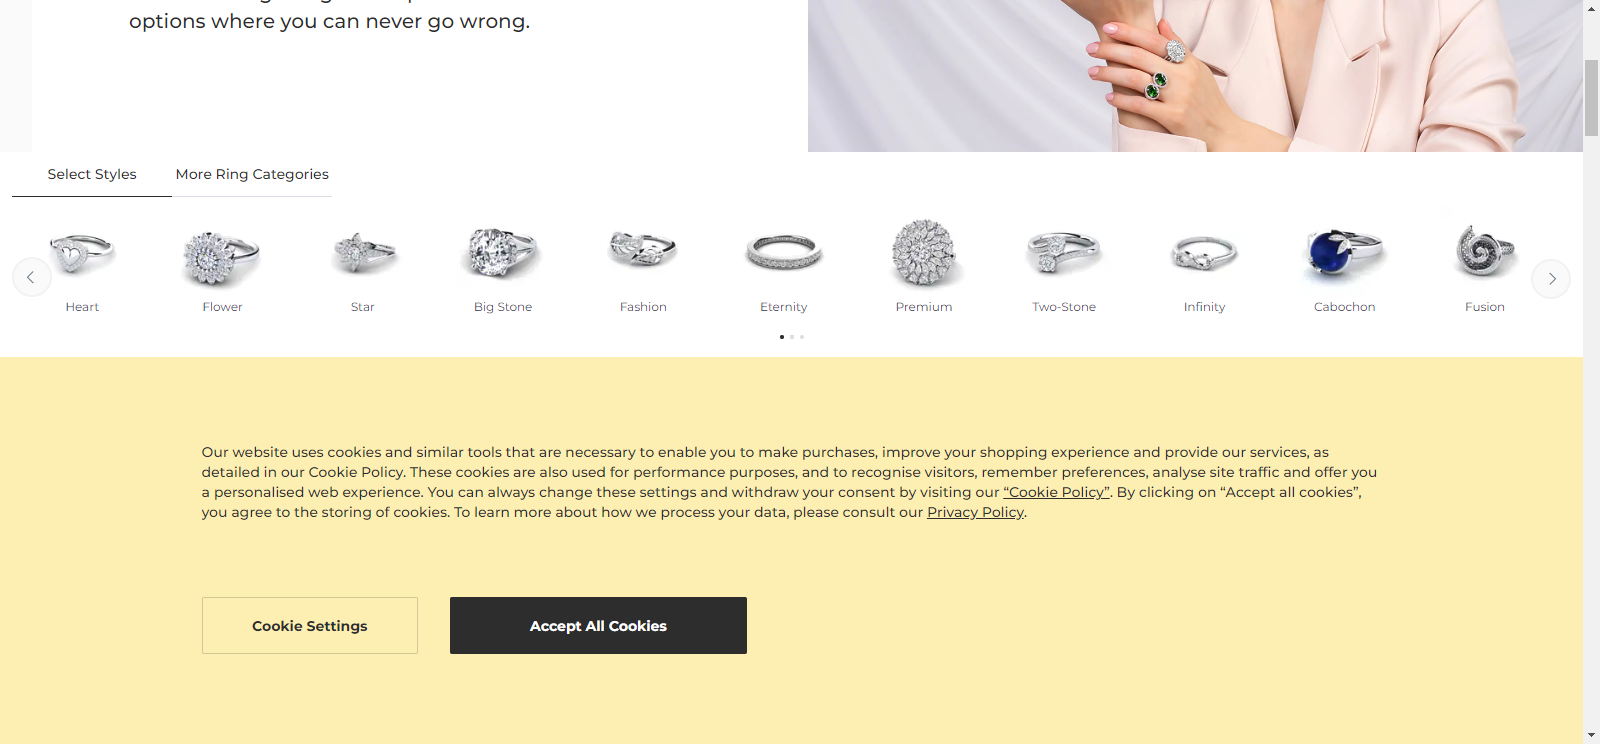 options where you can never go wrong.
Select Styles
More Ring Categories
Heart
Flower
Star
Big Stone
Fashion
Eternity
Premium
Two-Stone
Infinity
Cabochon
Fusion
Our website uses cookies and similar tools that are necessary to enable you to make purchases, improve your shopping experience and provide our services, as
detailed in our Cookie Policy. These cookies are also used for performance purposes, and to recognise visitors, remember preferences, analyse site traffic and offer you
a personalised web experience. You can always change these settings and withdraw your consent by visiting our “Cookie Policy”. By clicking on “Accept all cookies”,
you agree to the storing of cookies. To learn more about how we process your data, please consult our Privacy Policy.
Cookie Settings
Accept All Cookies